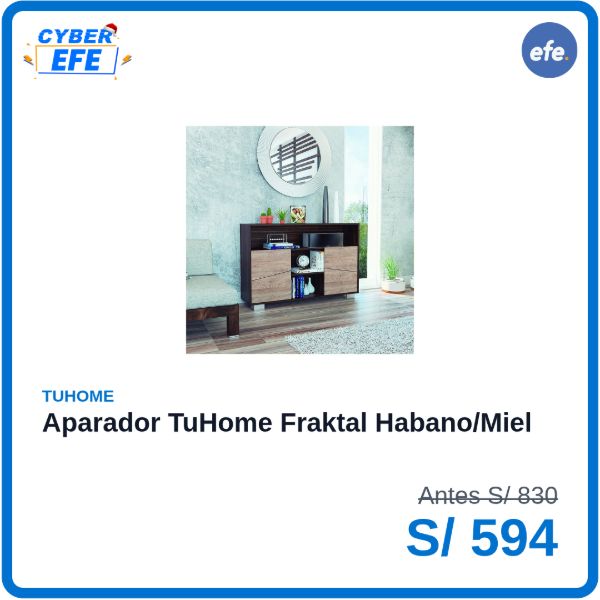 CYBER
EFE
efe.
TUHOME
Aparador TuHome Fraktal Habano/Miel
Antes S/ 830
S/ 594